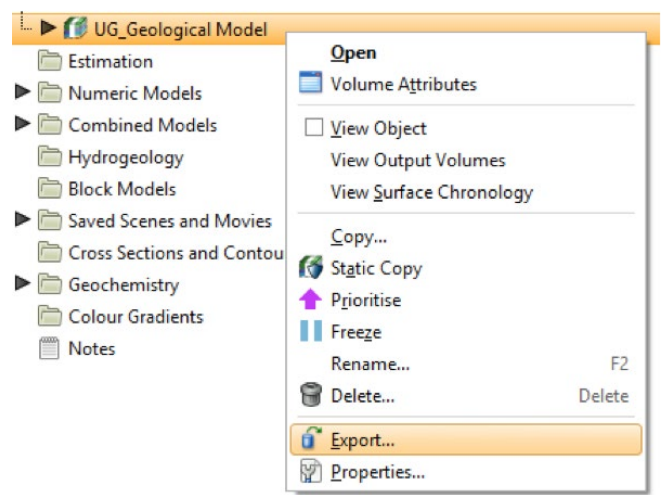 UG_Geological Model
Estimation
Numeric Models
Combined Models
Hydrogeology
Block Models
Saved Scenes and Movies
Cross Sections and Contou
Geochemistry
Colour Gradients
Notes
Open
Volume Attributes
View Object
View Output Volumes
View Surface Chronology
Copy...
Static Copy
Prioritise
Freeze
Rename... F2
Delete... Delete
Export...
Properties...